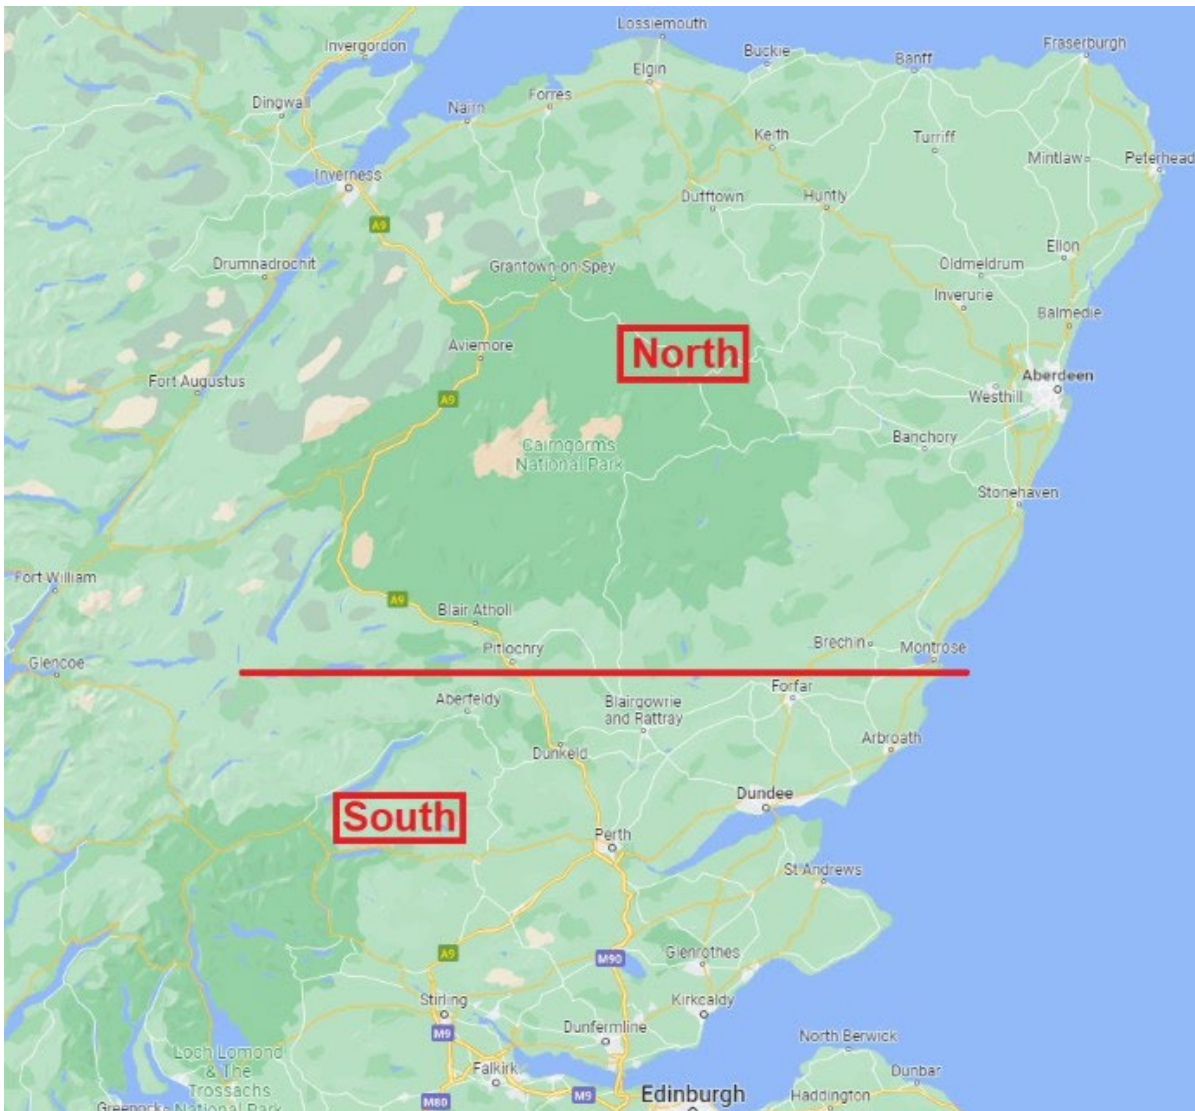 Lossiemouth
Invergordon
Buckie
Banff
Fraserburgh
Elgin
Dingwall
Nairn
Forres
Keith
Turriff
Mintlaw
Peterhead
Inverness
Dufftown
Huntly
A9
Ellon
Drumnadrochit
Grantown-on-Spey
Oldmeldrum
Inverurie
Balmedie
Aviemore
North
Fort Augustus
Aberdeen
A9
Westhill
Banchory
Cairngorms
National Park
Stonehaven
Fort William
A9
Blair Atholl
Brechin
Montrose
Pitlochry
Glencoe
Forfar
Aberfeldy
Blairgowrie
and Rattray
Arbroath
Dunkeld
Dundee
South
Perth
St Andrews
A9
M90
Glenrothes
Stirling
Kirkcaldy
M9
Dunfermline
North Berwick
Loch Lomond
& The
Trossachs
National Park
Falkirk
Dunbar
M80
M9
Edinburgh
Haddington
Greenock